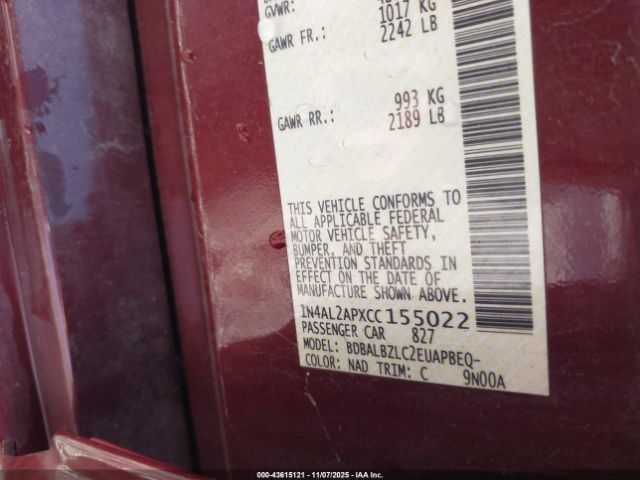 GVWR:
1017 KG
GAWR FR.: 2242 LB
993 KG
GAWR RR.: 2189 LB
THIS VEHICLE CONFORMS TO
ALL APPLICABLE FEDERAL
MOTOR VEHICLE SAFETY,
BUMPER, AND THEFT
PREVENTION STANDARDS IN
EFFECT ON THE DATE OF
MANUFACTURE SHOWN ABOVE.
1N4AL2APXCC155022
PASSENGER CAR 827
MODEL: BDBALBZLC2EUAPBEQ-
COLOR: NAD TRIM: C 9N00A
000-43615121 - 11/07/2025 - IAAI, Inc.